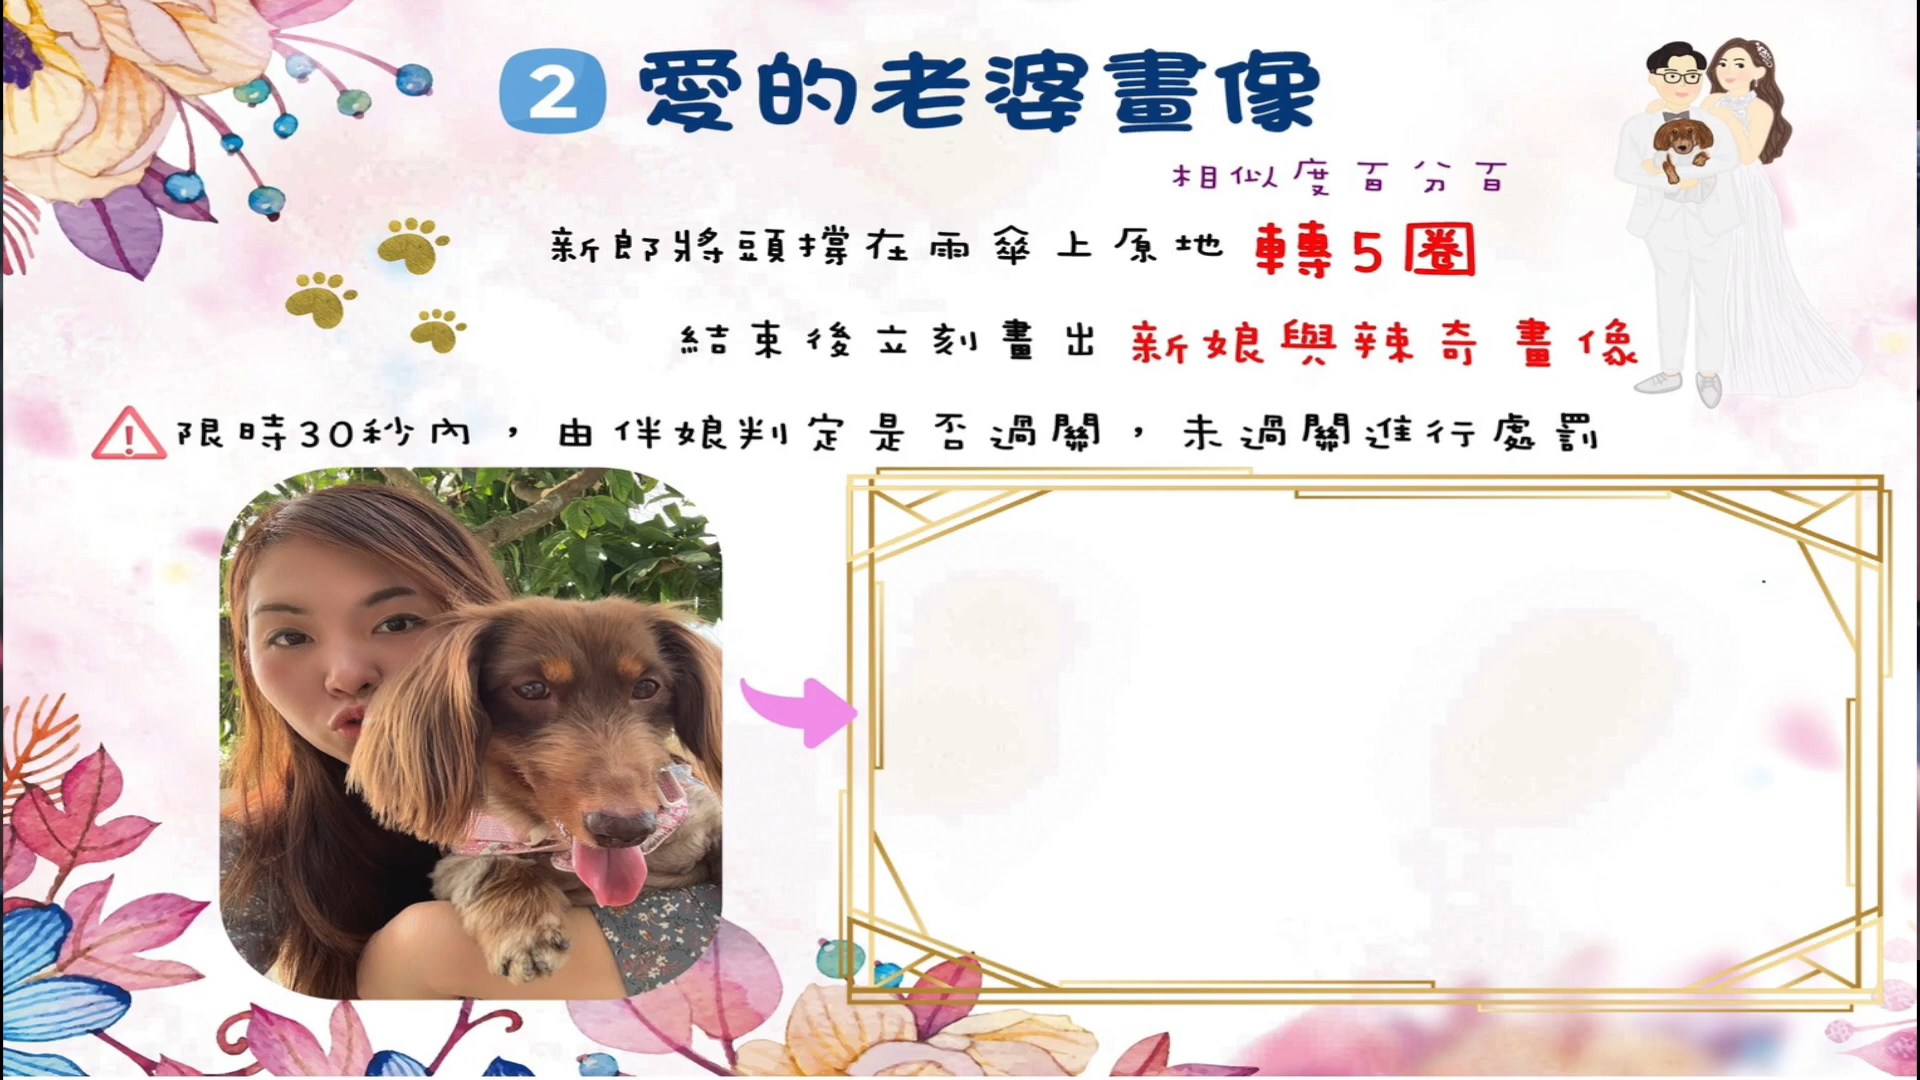 2 愛的老婆畫像
相似度百分百
新郎將頭撐在雨傘上原地 轉5圈
結束後立刻畫出 新娘與辣奇畫像
限時30秒內，由伴娘判定是否過關，未過關進行處罰